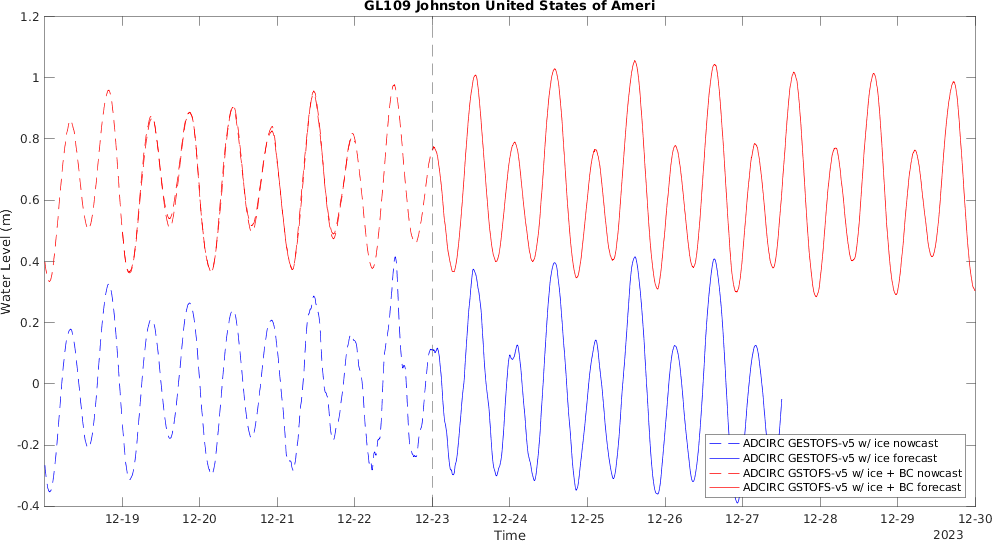 GL109 Johnston United States of Ameri
Water Level (m)
1.2
1
0.8
0.6
0.4
0.2
0
-0.2
-0.4
ADCIRC GESTOFS-v5 w/ ice nowcast
ADCIRC GESTOFS-v5 w/ ice forecast
ADCIRC GSTOFS-v5 w/ ice + BC nowcast
ADCIRC GSTOFS-v5 w/ ice + BC forecast
12-19 12-20 12-21 12-22 12-23 12-24 12-25 12-26 12-27 12-28 12-29 12-30
Time
2023